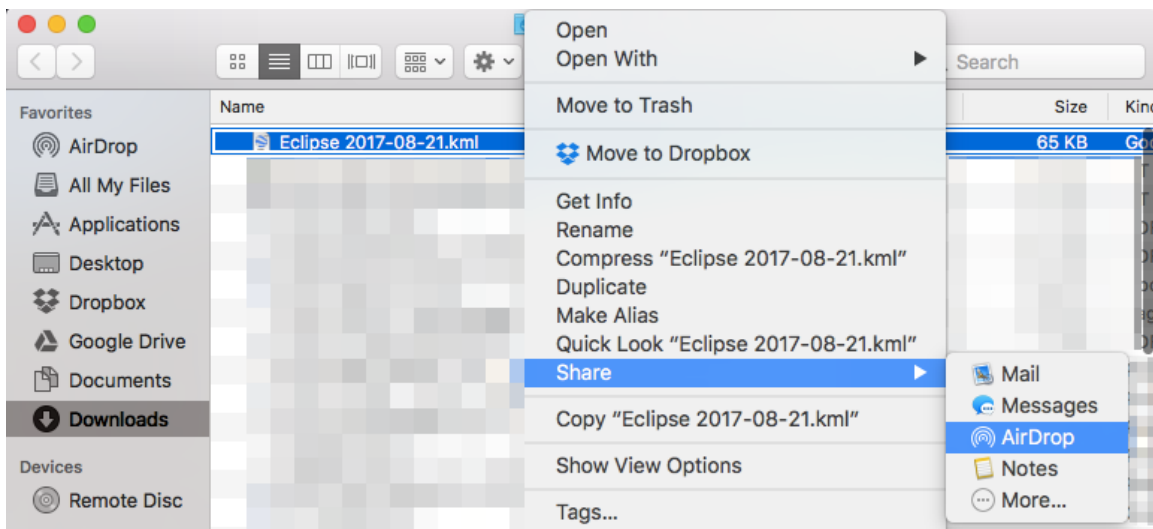 Search
Name
Size
Kind
Eclipse 2017-08-21.kml
65 KB
Goo
Favorites
AirDrop
All My Files
Applications
Desktop
Dropbox
Google Drive
Documents
Downloads
Devices
Remote Disc
Open
Open With
Move to Trash
Move to Dropbox
Get Info
Rename
Compress “Eclipse 2017-08-21.kml”
Duplicate
Make Alias
Quick Look “Eclipse 2017-08-21.kml”
Share
Copy “Eclipse 2017-08-21.kml”
Show View Options
Tags...
Mail
Messages
AirDrop
Notes
More...